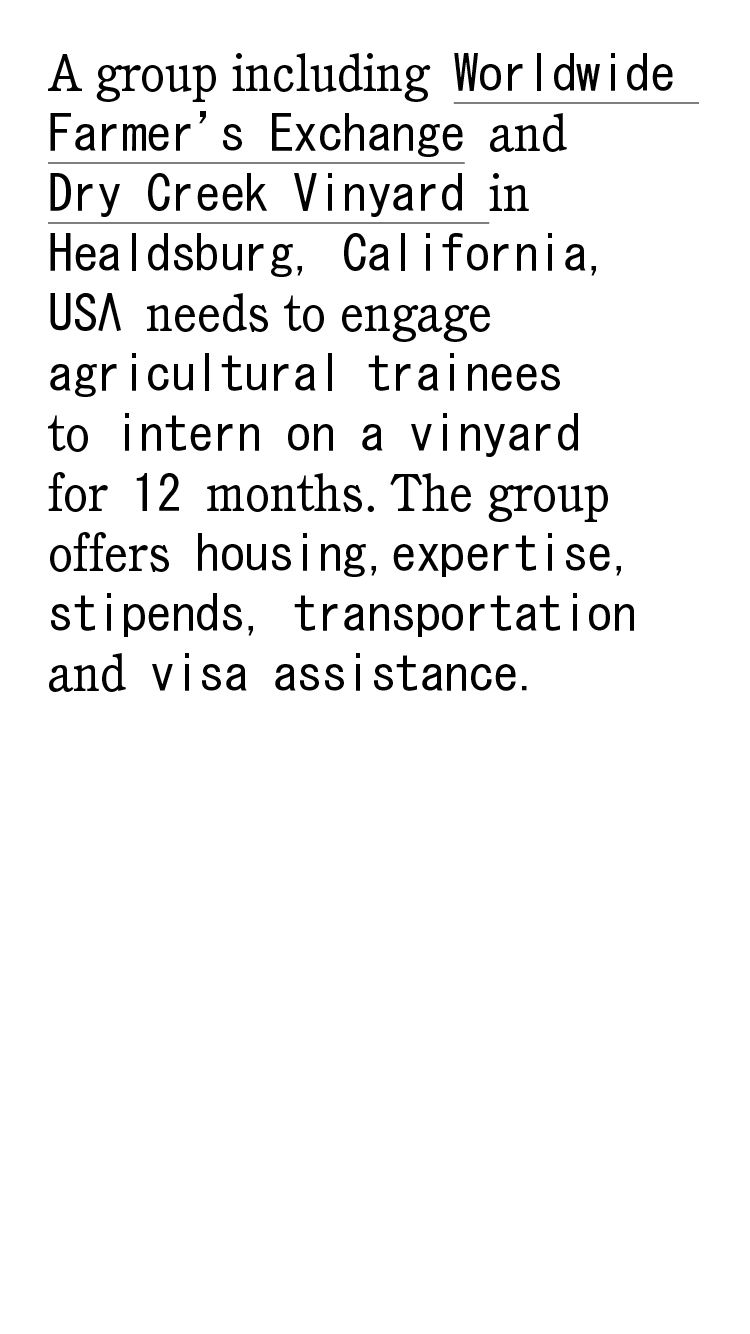 A group including Worldwide
Farmer's Exchange and
Dry Creek Vinyard in
Healdsburg, California,
USA needs to engage
agricultural trainees
to intern on a vinyard
for 12 months. The group
offers housing, expertise,
stipends, transportation
and visa assistance.